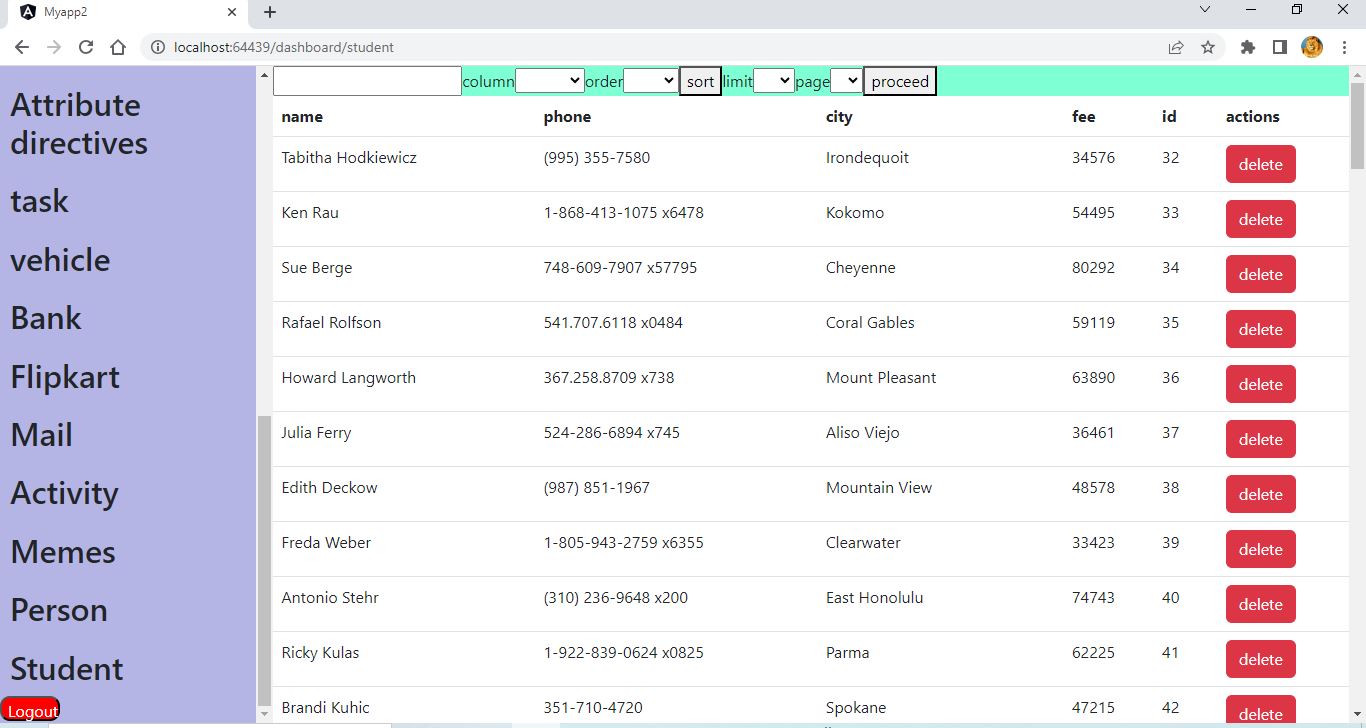 Myapp2
localhost:64439/dashboard/student
Attribute
directives
task
vehicle
Bank
Flipkart
Mail
Activity
Memes
Person
Student
Logout
column order sort limit page proceed
name phone city fee id actions
Tabitha Hodkiewicz (995) 355-7580 Irondequoit 34576 32 delete
Ken Rau 1-868-413-1075 x6478 Kokomo 54495 33 delete
Sue Berge 748-609-7907 x57795 Cheyenne 80292 34 delete
Rafael Rolfson 541.707.6118 x0484 Coral Gables 59119 35 delete
Howard Langworth 367.258.8709 x738 Mount Pleasant 63890 36 delete
Julia Ferry 524-286-6894 x745 Aliso Viejo 36461 37 delete
Edith Deckow (987) 851-1967 Mountain View 48578 38 delete
Freda Weber 1-805-943-2759 x6355 Clearwater 33423 39 delete
Antonio Stehr (310) 236-9648 x200 East Honolulu 74743 40 delete
Ricky Kulas 1-922-839-0624 x0825 Parma 62225 41 delete
Brandi Kuhic 351-710-4720 Spokane 47215 42 delete